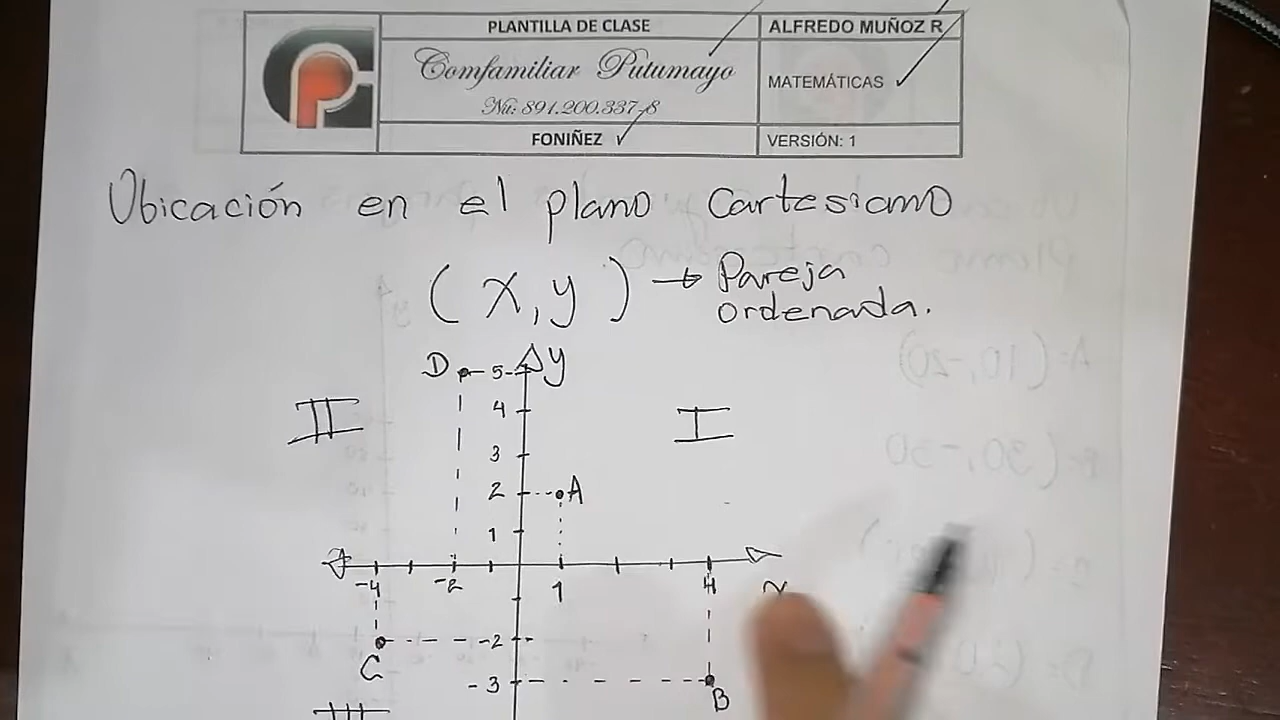 PLANTILLA DE CLASE
ALFREDO MUÑOZ R
Comfamiliar Putumayo
Nit: 891.200.337-8
MATEMÁTICAS
FONIÑEZ
VERSIÓN: 1
Ubicación en el plano Cartesiano
(x, y) → Pareja
ordenada.
D 5 y
II 4 I
3
2 A
1
-4 -2 1 4
-2
C
-3
B
III